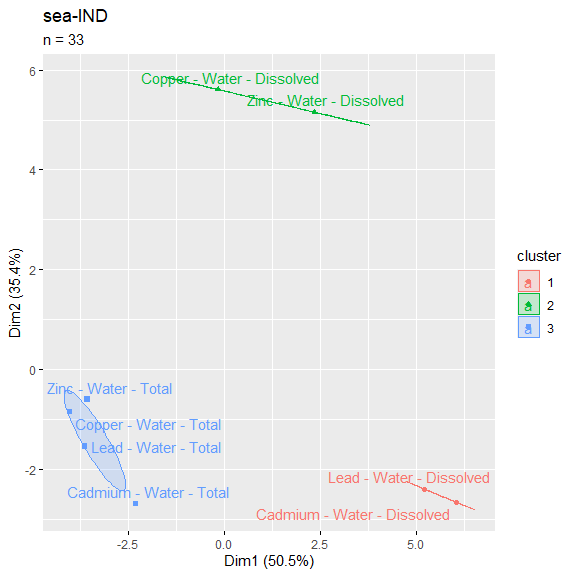 sea-IND
n = 33
Copper - Water - Dissolved
Zinc - Water - Dissolved
Zinc - Water - Total
Copper - Water - Total
Lead - Water - Total
Cadmium - Water - Total
Lead - Water - Dissolved
Cadmium - Water - Dissolved
6
4
2
0
-2
Dim2 (35.4%)
-2.5
0.0
2.5
5.0
Dim1 (50.5%)
cluster
a 1
a 2
a 3